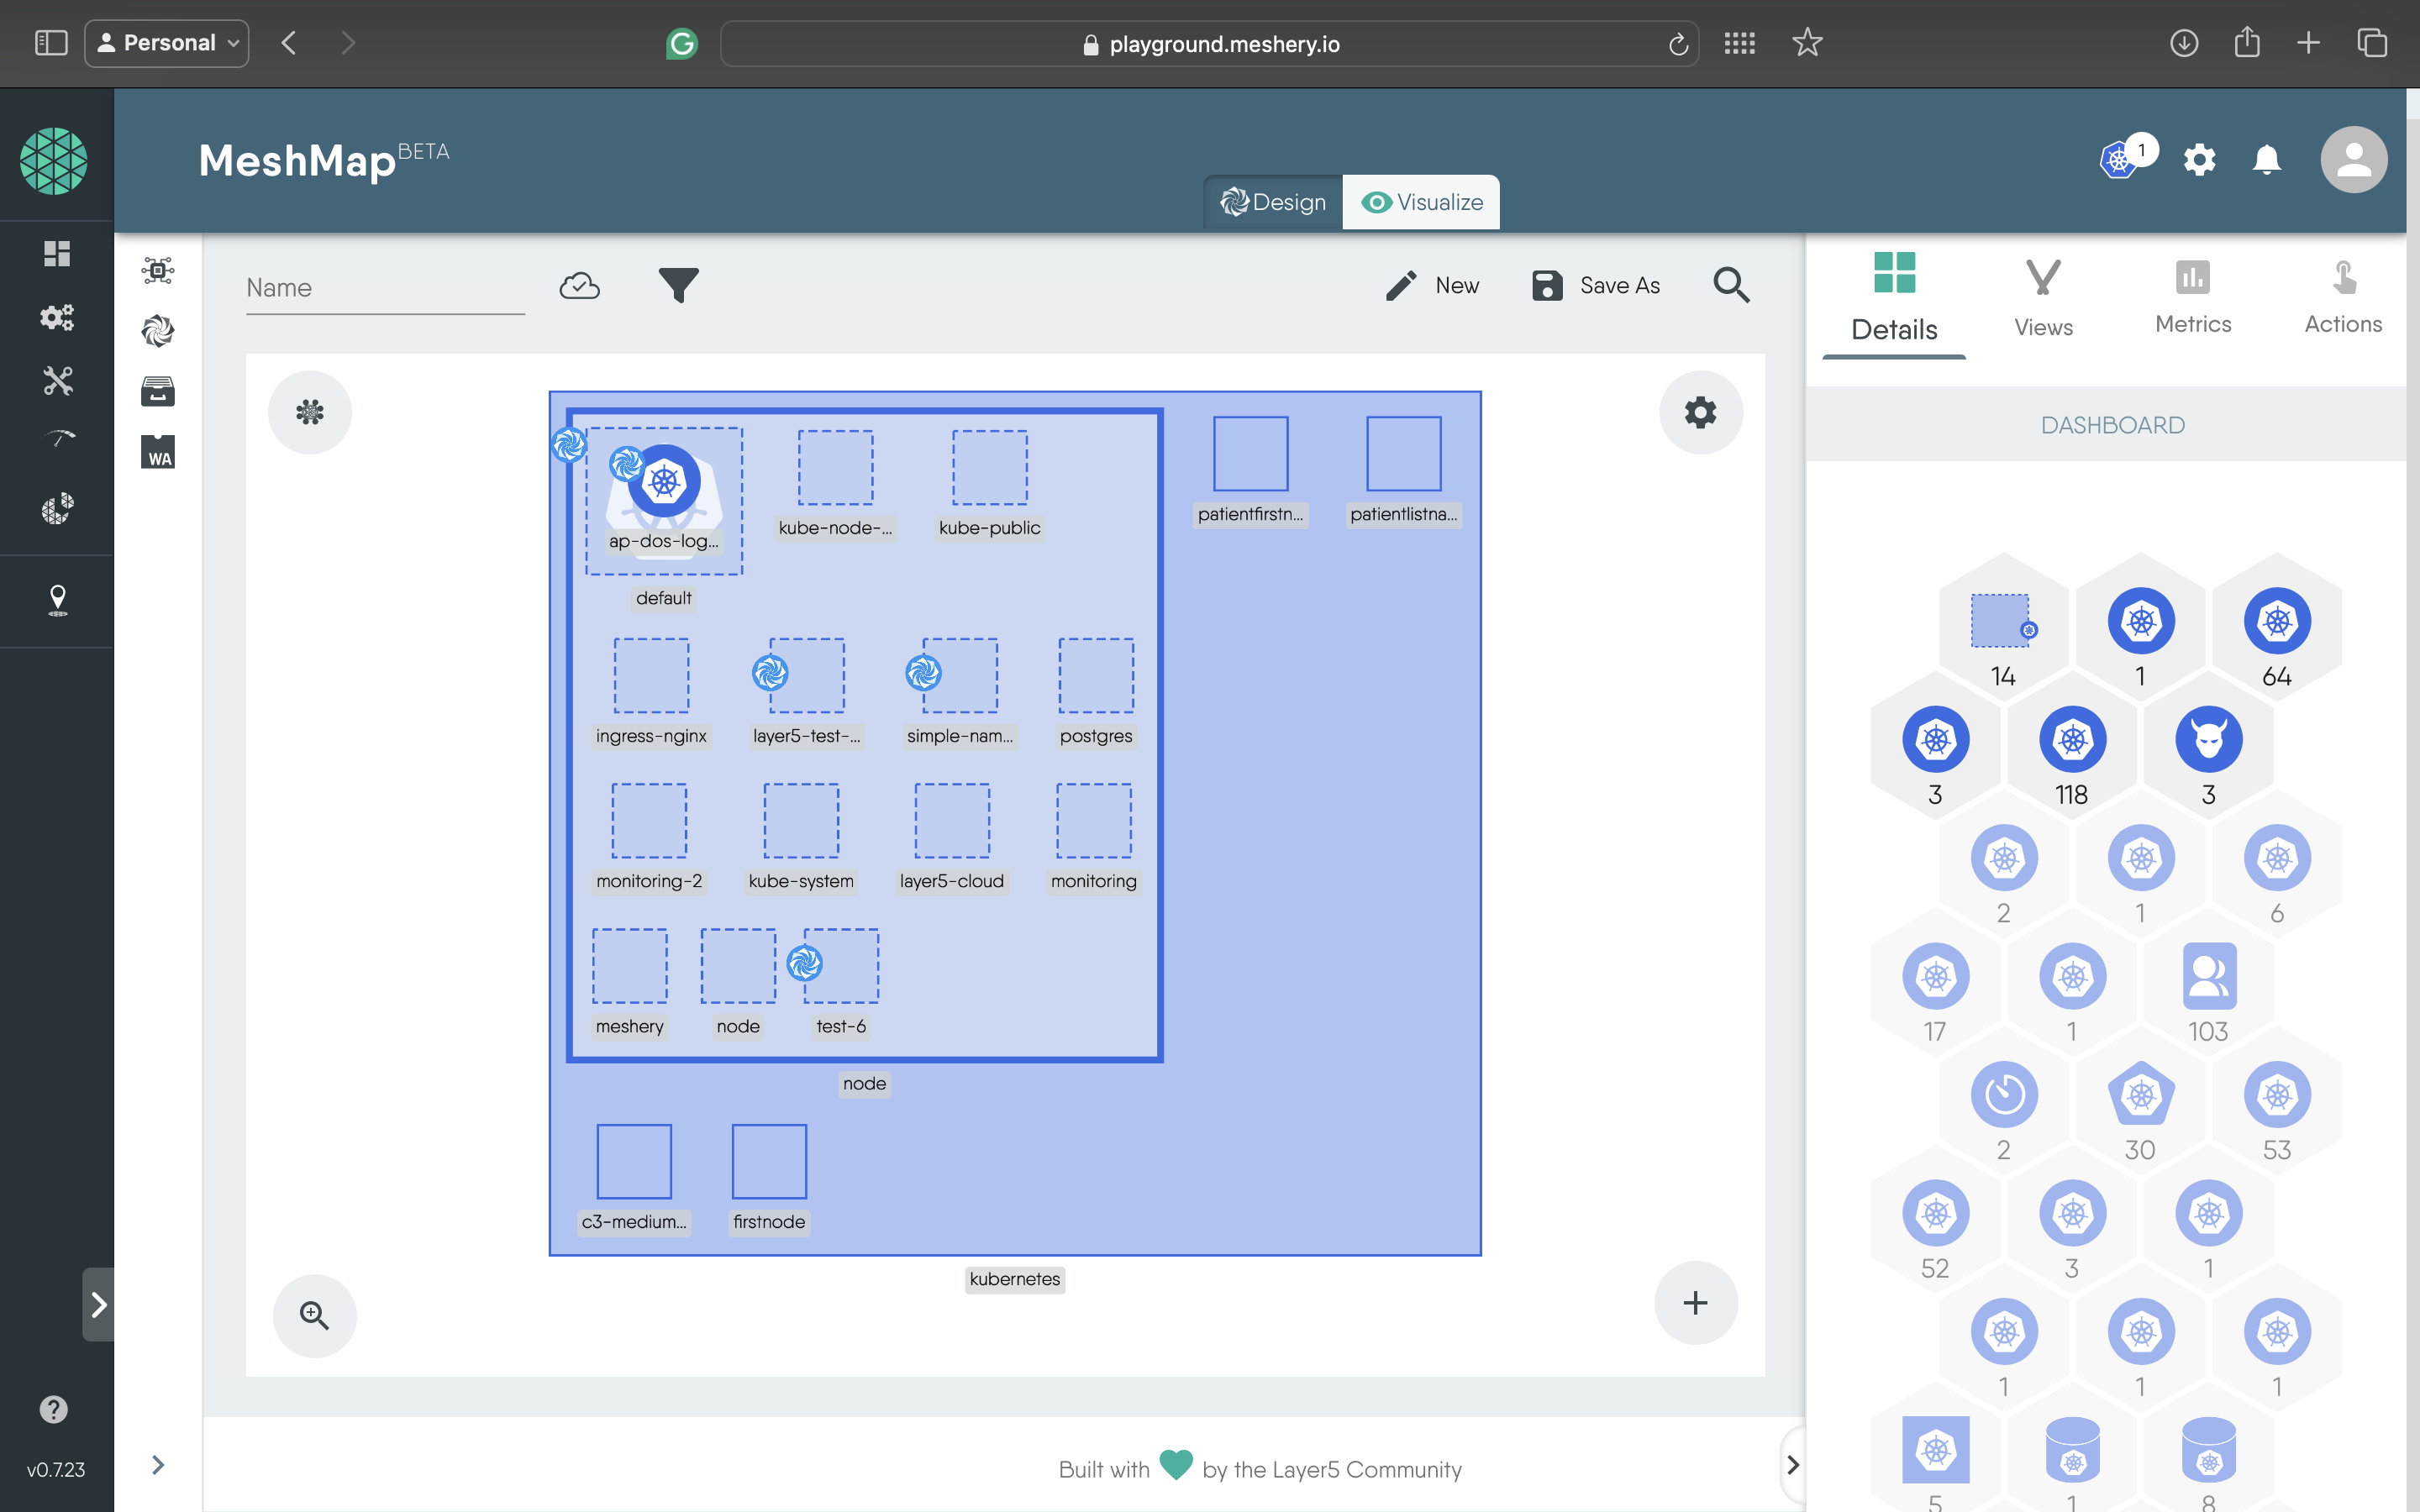 Personal
playground.meshery.io
MeshMap BETA
1
Design
Visualize
Name
New
Save As
Details
Views
Metrics
Actions
DASHBOARD
WA
ap-dos-log...
default
kube-node-...
kube-public
patientfirstn...
patientlistna...
ingress-nginx
layer5-test-...
simple-nam...
postgres
monitoring-2
kube-system
layer5-cloud
monitoring
meshery
node
test-6
node
c3-medium...
firstnode
kubernetes
14
1
64
3
118
3
2
1
6
17
1
103
2
30
53
52
3
1
1
1
1
5
1
8
v0.7.23
Built with by the Layer5 Community